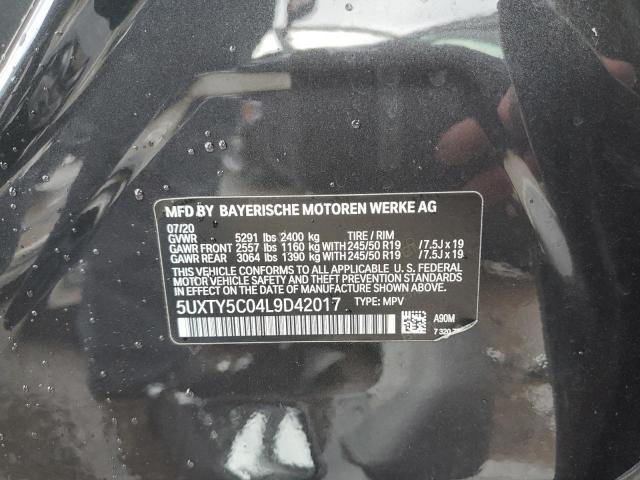 MFD BY BAYERISCHE MOTOREN WERKE AG
07/20
GVWR 5291 lbs 2400 kg TIRE / RIM
GAWR FRONT 2557 lbs 1160 kg WITH 245/50 R19 /7.5J x 19
GAWR REAR 3064 lbs 1390 kg WITH 245/50 R19 /7.5J x 19
THIS VEHICLE CONFORMS TO ALL APPLICABLE U. S. FEDERAL
MOTOR VEHICLE SAFETY, BUMPER, AND THEFT PREVENTION
STANDARDS IN EFFECT ON THE DATE OF MANUFACTURE SHOWN ABOVE.
5UXTY5C04L9D42017 TYPE: MPV
A90M
7 320